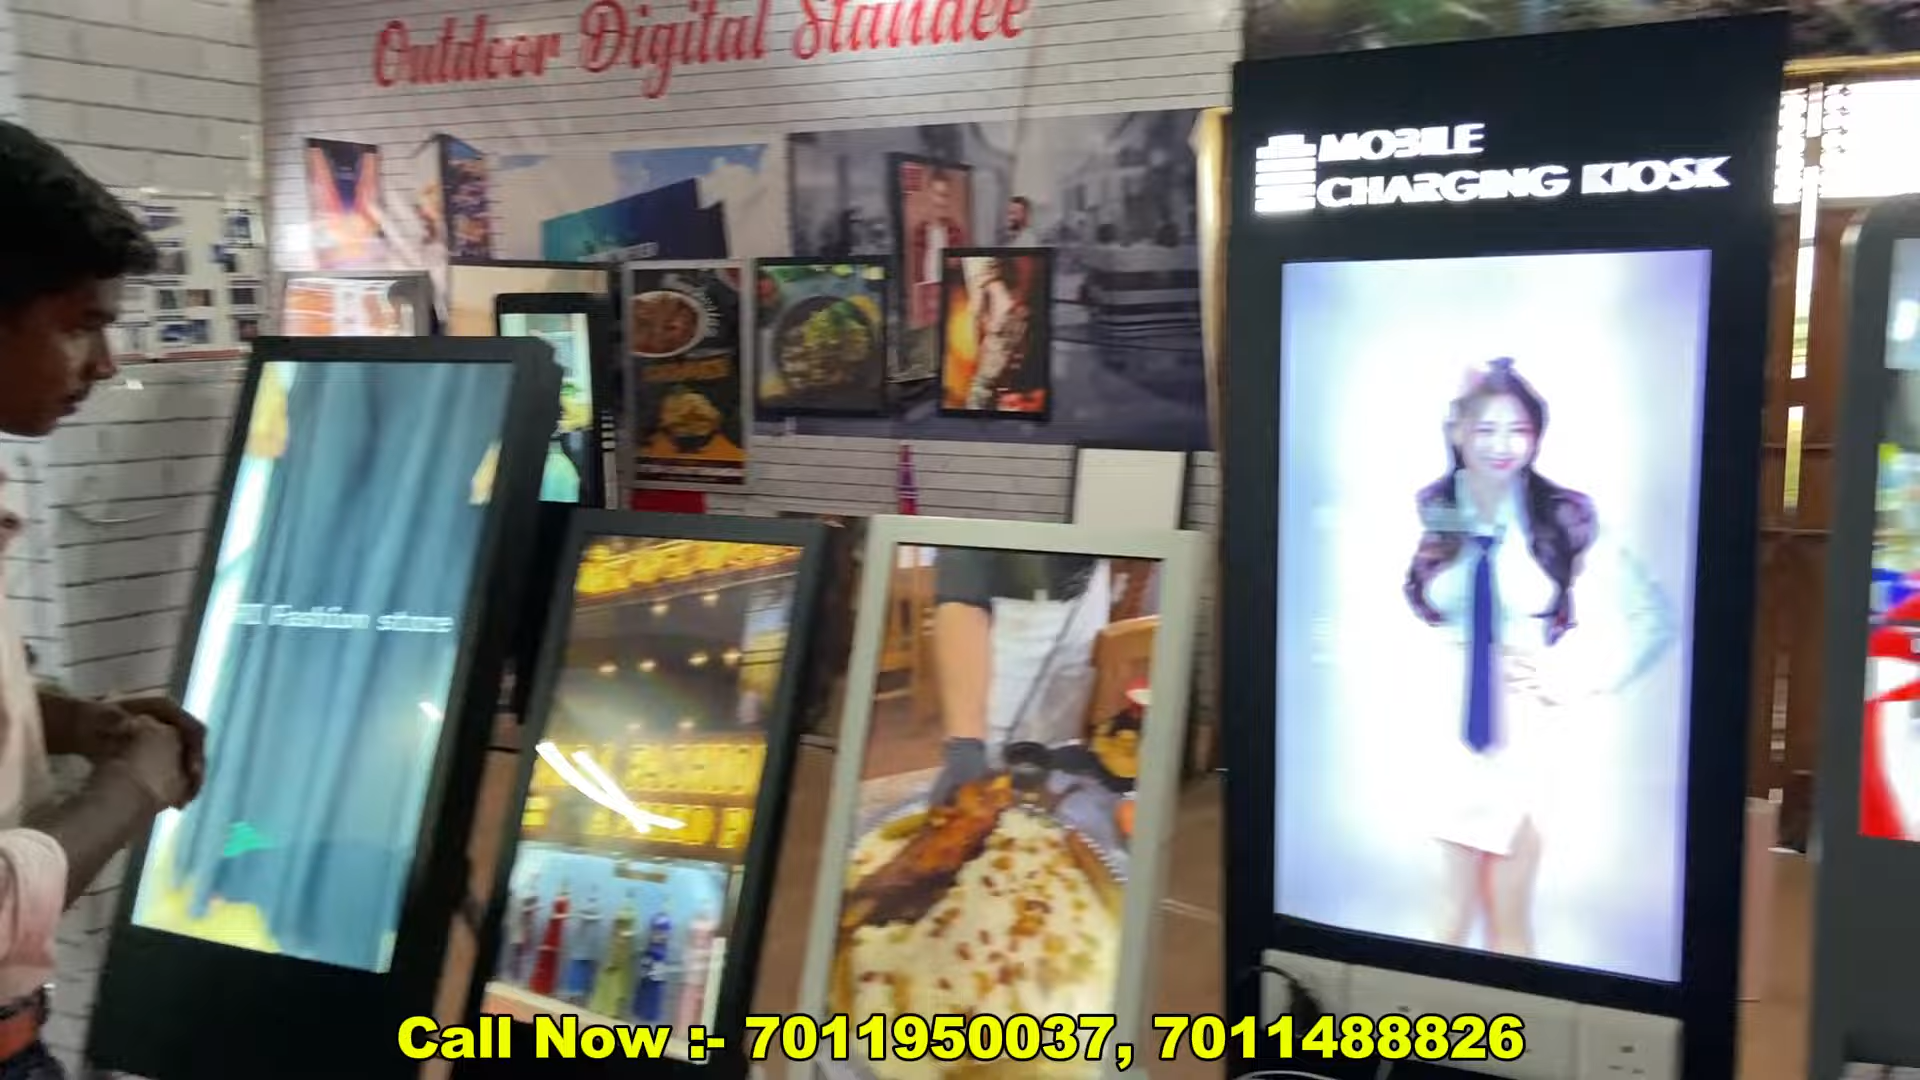 Outdoor Digital Standee
MOBILE
CHARGING KIOSK
Fashion store
Call Now :- 7011950037, 7011488826